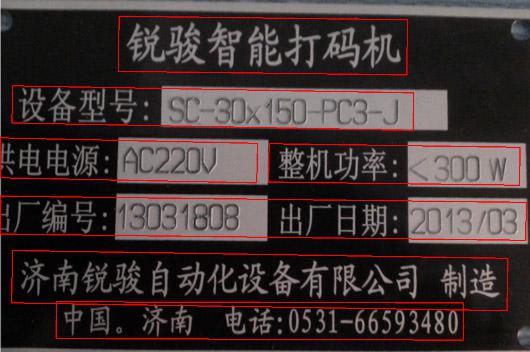 锐骏智能打码机
设备型号: SC-30x150-PC3-J
供电电源: AC220V 整机功率: <300W
出厂编号: 13031808 出厂日期: 2013/03
济南锐骏自动化设备有限公司 制造
中国。济南 电话:0531-66593480